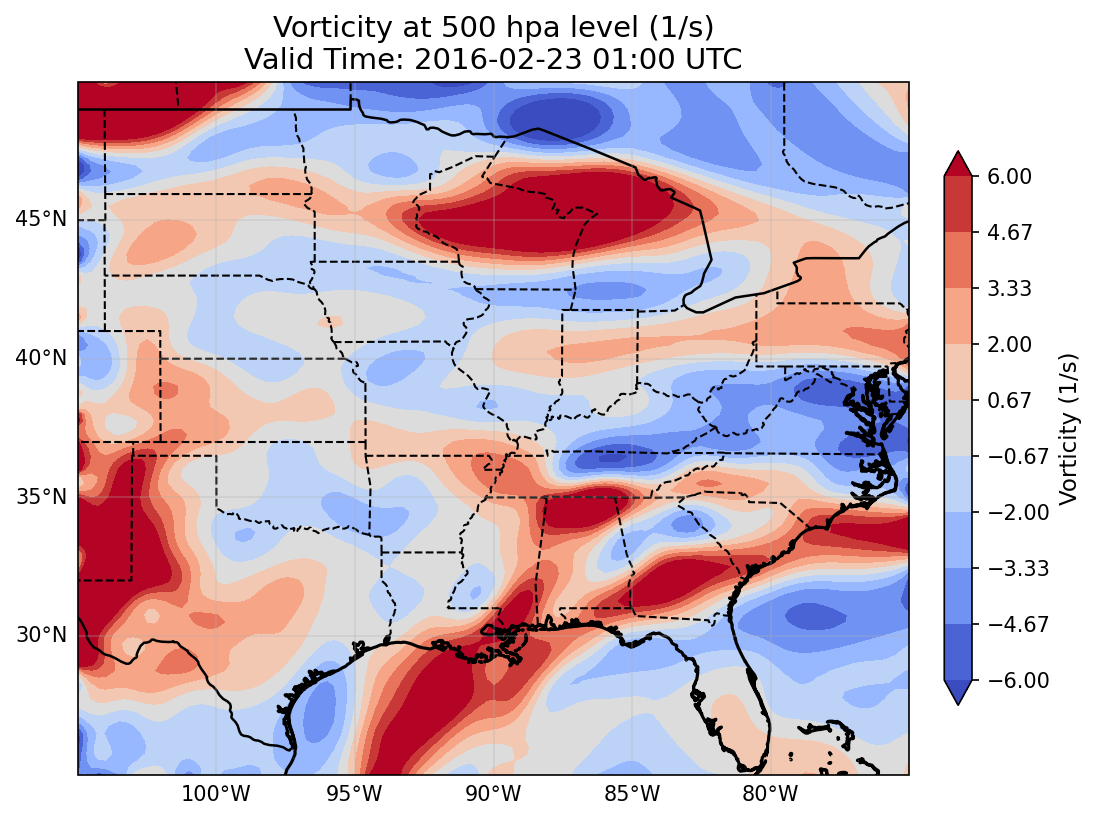 Vorticity at 500 hpa level (1/s)
Valid Time: 2016-02-23 01:00 UTC
45°N
40°N
35°N
30°N
100°W
95°W
90°W
85°W
80°W
6.00
4.67
3.33
2.00
0.67
−0.67
−2.00
−3.33
−4.67
−6.00
Vorticity (1/s)